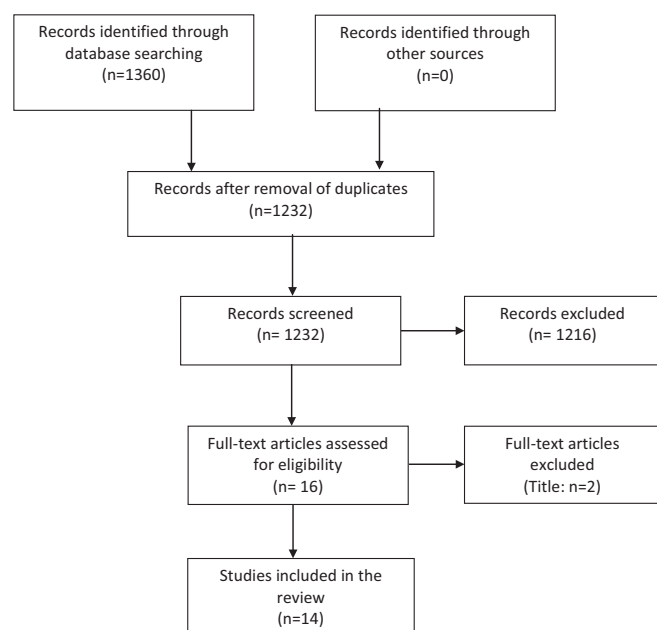 Records identified through
database searching
(n=1360)
Records identified through
other sources
(n=0)
Records after removal of duplicates
(n=1232)
Records screened
(n= 1232)
Records excluded
(n= 1216)
Full-text articles assessed
for eligibility
(n= 16)
Full-text articles
excluded
(Title: n=2)
Studies included in the
review
(n=14)